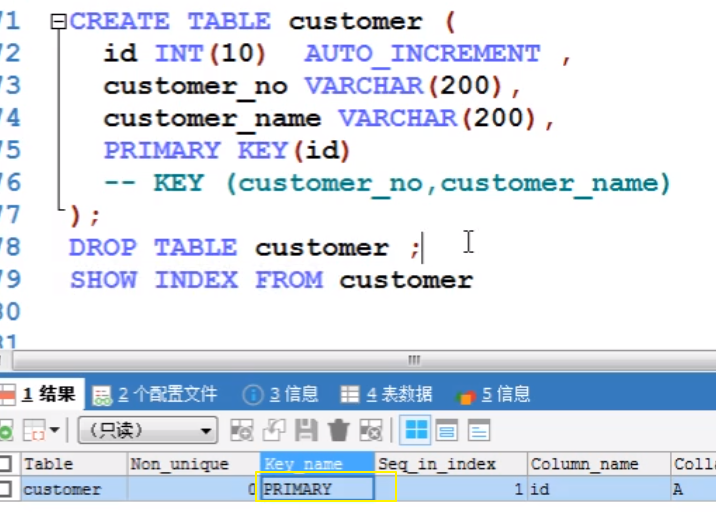 71 CREATE TABLE customer (
72 id INT(10) AUTO_INCREMENT ,
73 customer_no VARCHAR(200),
74 customer_name VARCHAR(200),
75 PRIMARY KEY(id)
76 -- KEY (customer_no,customer_name)
77 );
78 DROP TABLE customer ;
79 SHOW INDEX FROM customer
80
81
1 结果 2 个配置文件 3 信息 4 表数据 5 信息
(只读)
Table Non_unique Key_name Seq_in_index Column_name Colla
customer 0 PRIMARY 1 id A